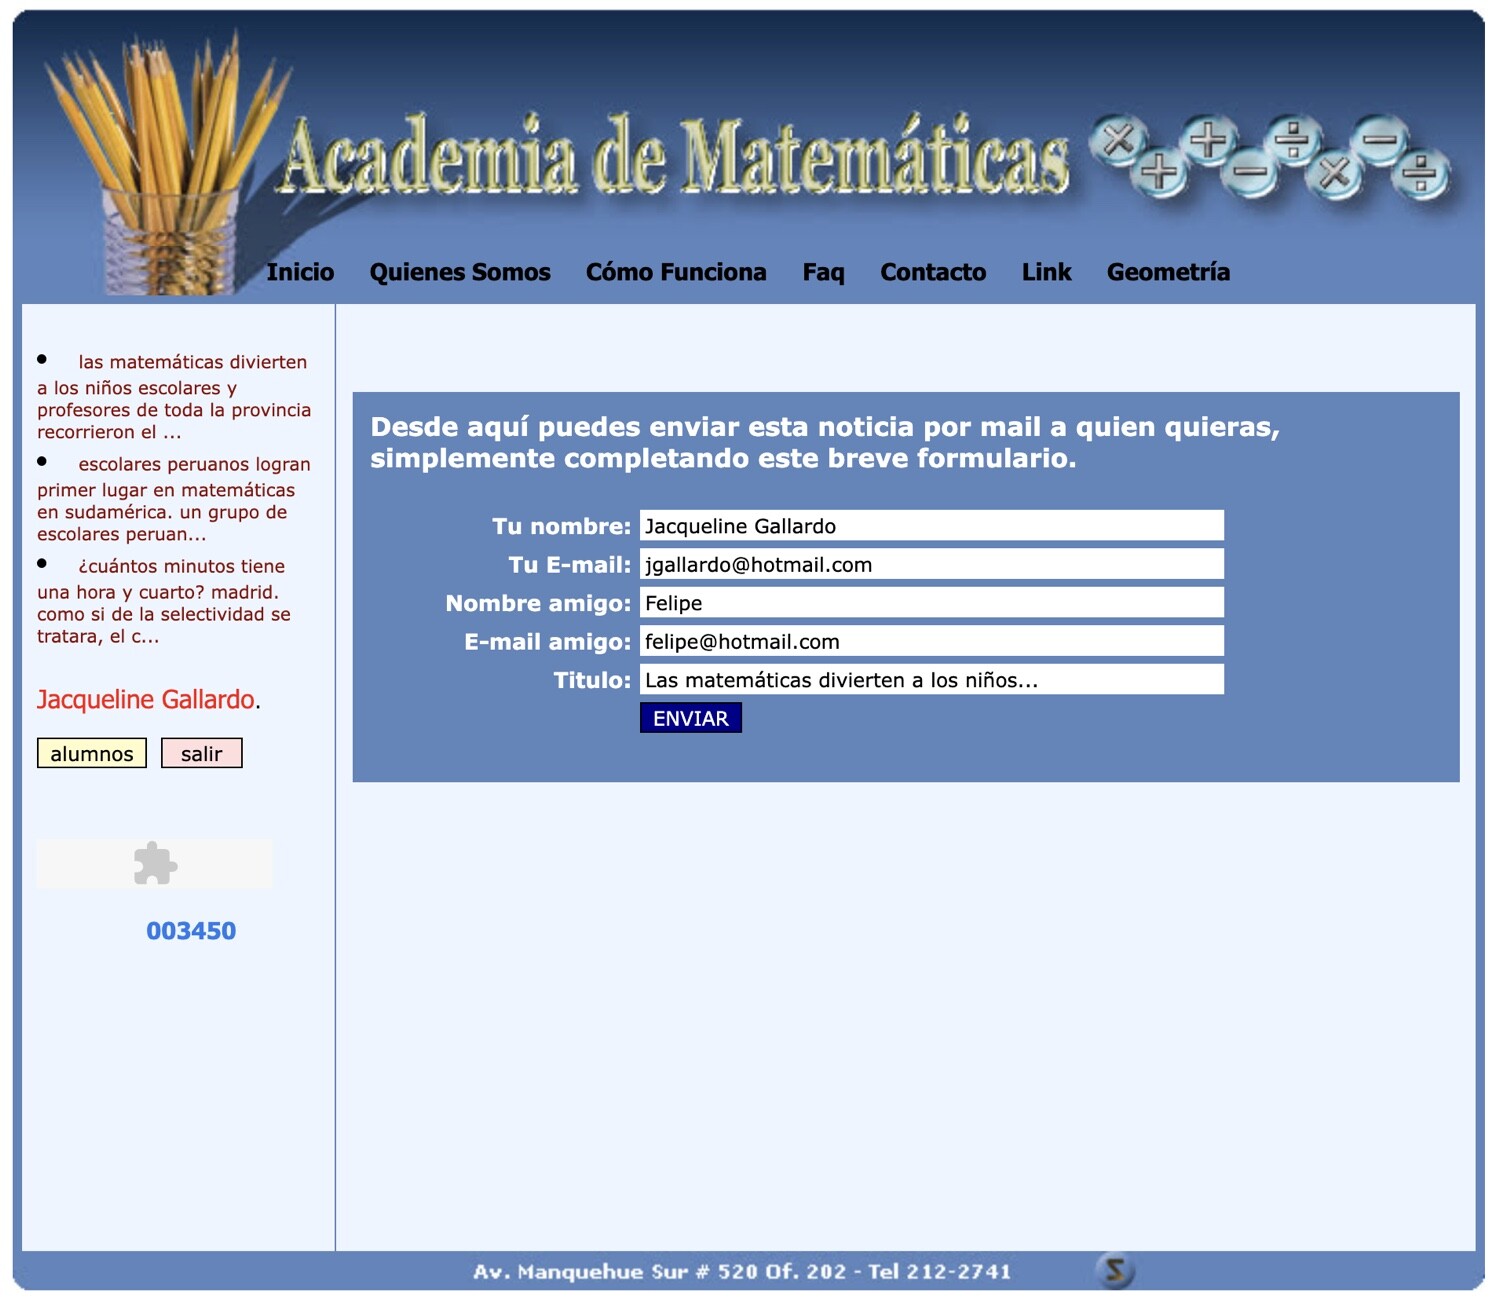 Academia de Matemáticas
Inicio Quienes Somos Cómo Funciona Faq Contacto Link Geometría
• las matemáticas divierten
a los niños escolares y
profesores de toda la provincia
recorrieron el ...
• escolares peruanos logran
primer lugar en matemáticas
en sudamérica. un grupo de
escolares peruan...
• ¿cuántos minutos tiene
una hora y cuarto? madrid.
como si de la selectividad se
tratara, el c...
Jacqueline Gallardo.
alumnos salir
003450
Desde aquí puedes enviar esta noticia por mail a quien quieras,
simplemente completando este breve formulario.
Tu nombre: Jacqueline Gallardo
Tu E-mail: jgallardo@hotmail.com
Nombre amigo: Felipe
E-mail amigo: felipe@hotmail.com
Titulo: Las matemáticas divierten a los niños...
ENVIAR
Av. Manquehue Sur # 520 Of. 202 - Tel 212-2741